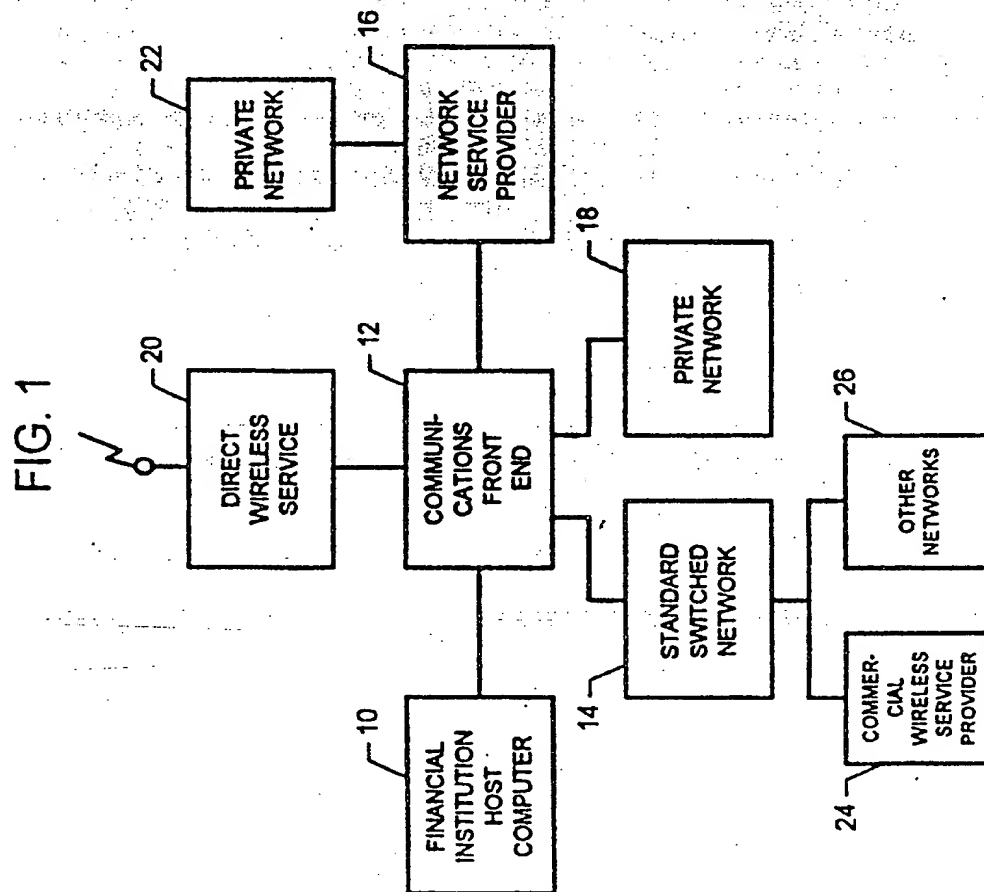 FIG. 1
20
DIRECT
WIRELESS
SERVICE
22
PRIVATE
NETWORK
10
FINANCIAL
INSTITUTION
HOST
COMPUTER
12
COMMUNI-
CATIONS
FRONT
END
16
NETWORK
SERVICE
PROVIDER
14
STANDARD
SWITCHED
NETWORK
18
PRIVATE
NETWORK
24
COMMER-
CIAL
WIRELESS
SERVICE
PROVIDER
26
OTHER
NETWORKS